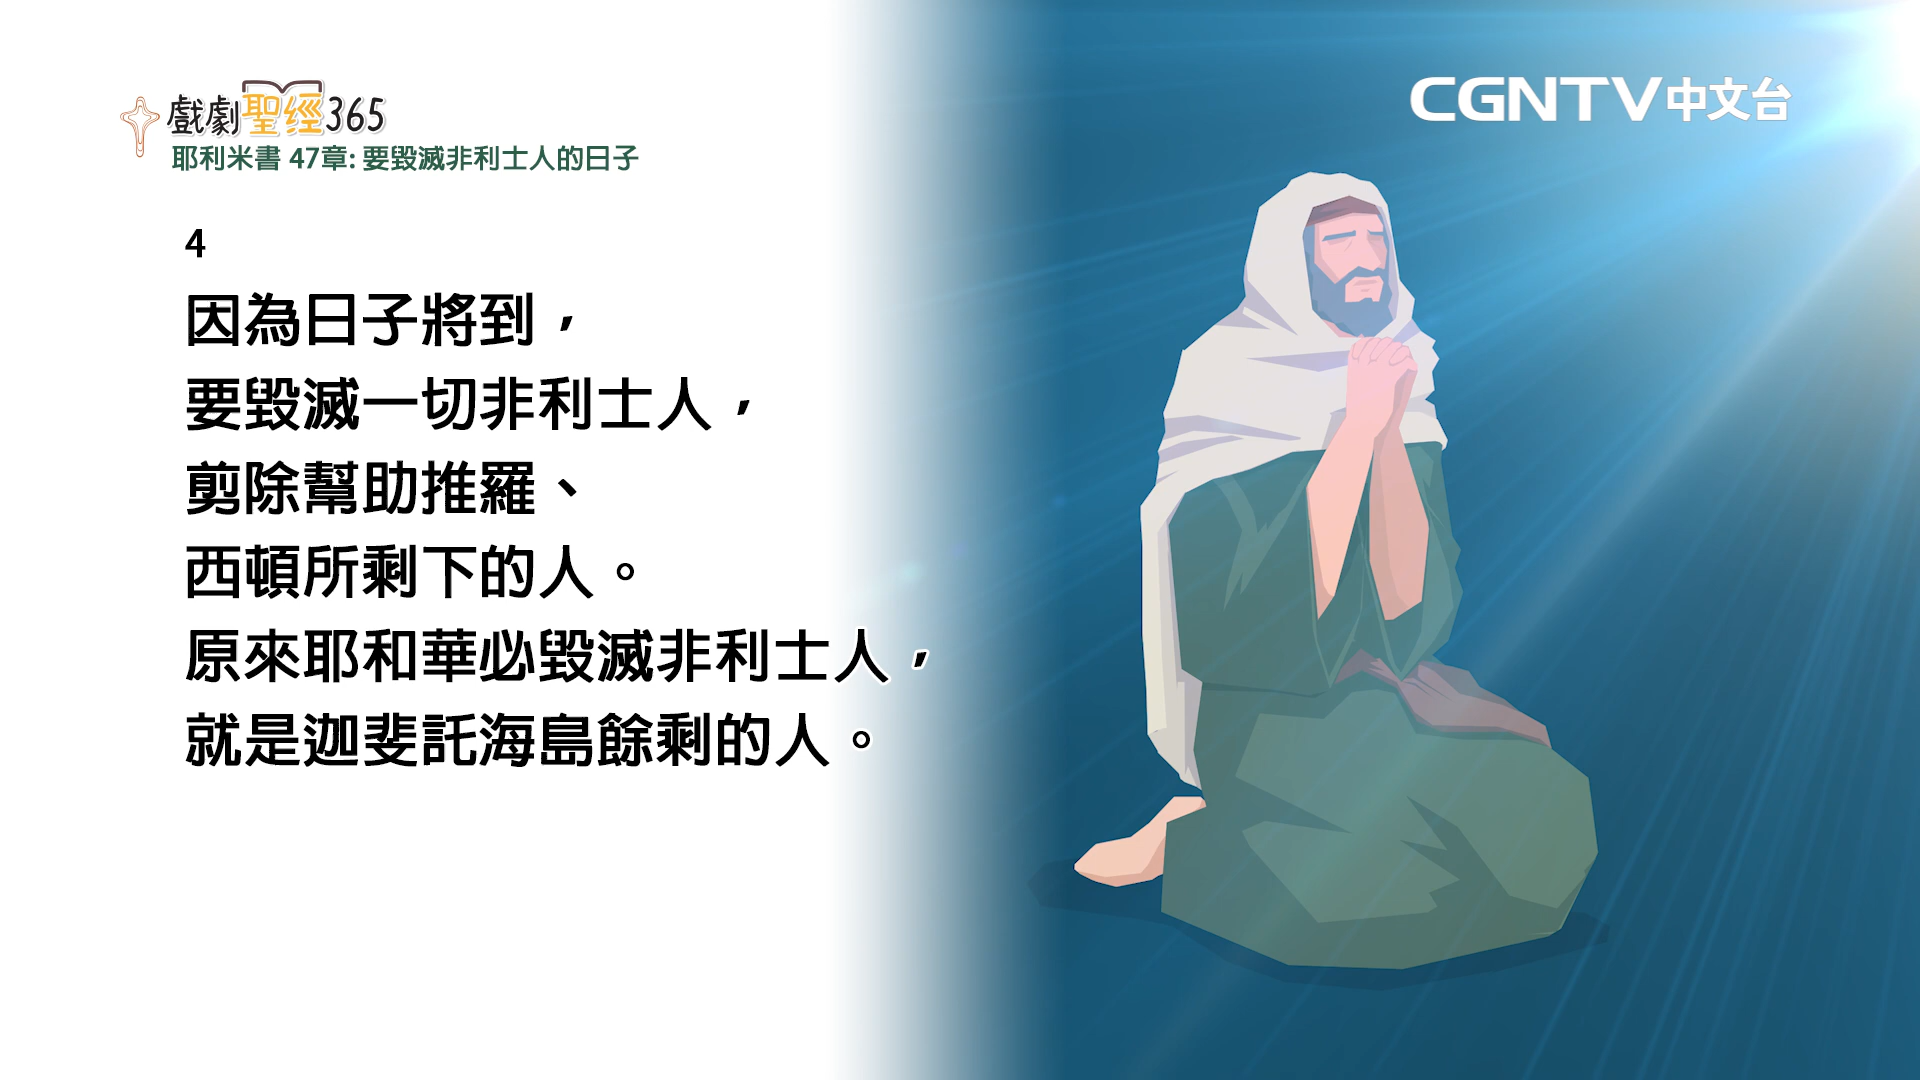 戲劇聖經365
耶利米書 47章: 要毀滅非利士人的日子
CGNTV中文台
4
因為日子將到，
要毀滅一切非利士人，
剪除幫助推羅、
西頓所剩下的人。
原來耶和華必毀滅非利士人，
就是迦斐託海島餘剩的人。